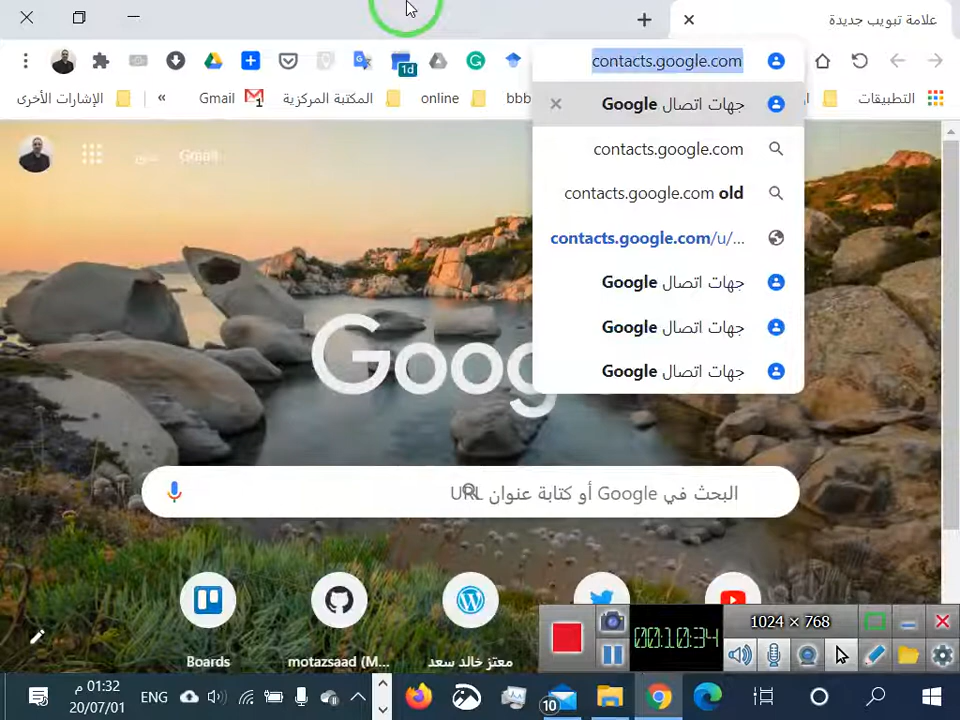 علامة تبويب جديدة
contacts.google.com
1d
التطبيقات
bbb
online
المكتبة المركزية
Gmail
«
الإشارات الأخرى
جهات اتصال Google
contacts.google.com
contacts.google.com old
contacts.google.com/u/...
جهات اتصال Google
جهات اتصال Google
جهات اتصال Google
Gmail
البحث في Google أو كتابة عنوان URL
Boards
motazsaad (M...
معتز خالد سعد
00:10:34
1024 × 768
01:32 م
20/07/01
ENG
10